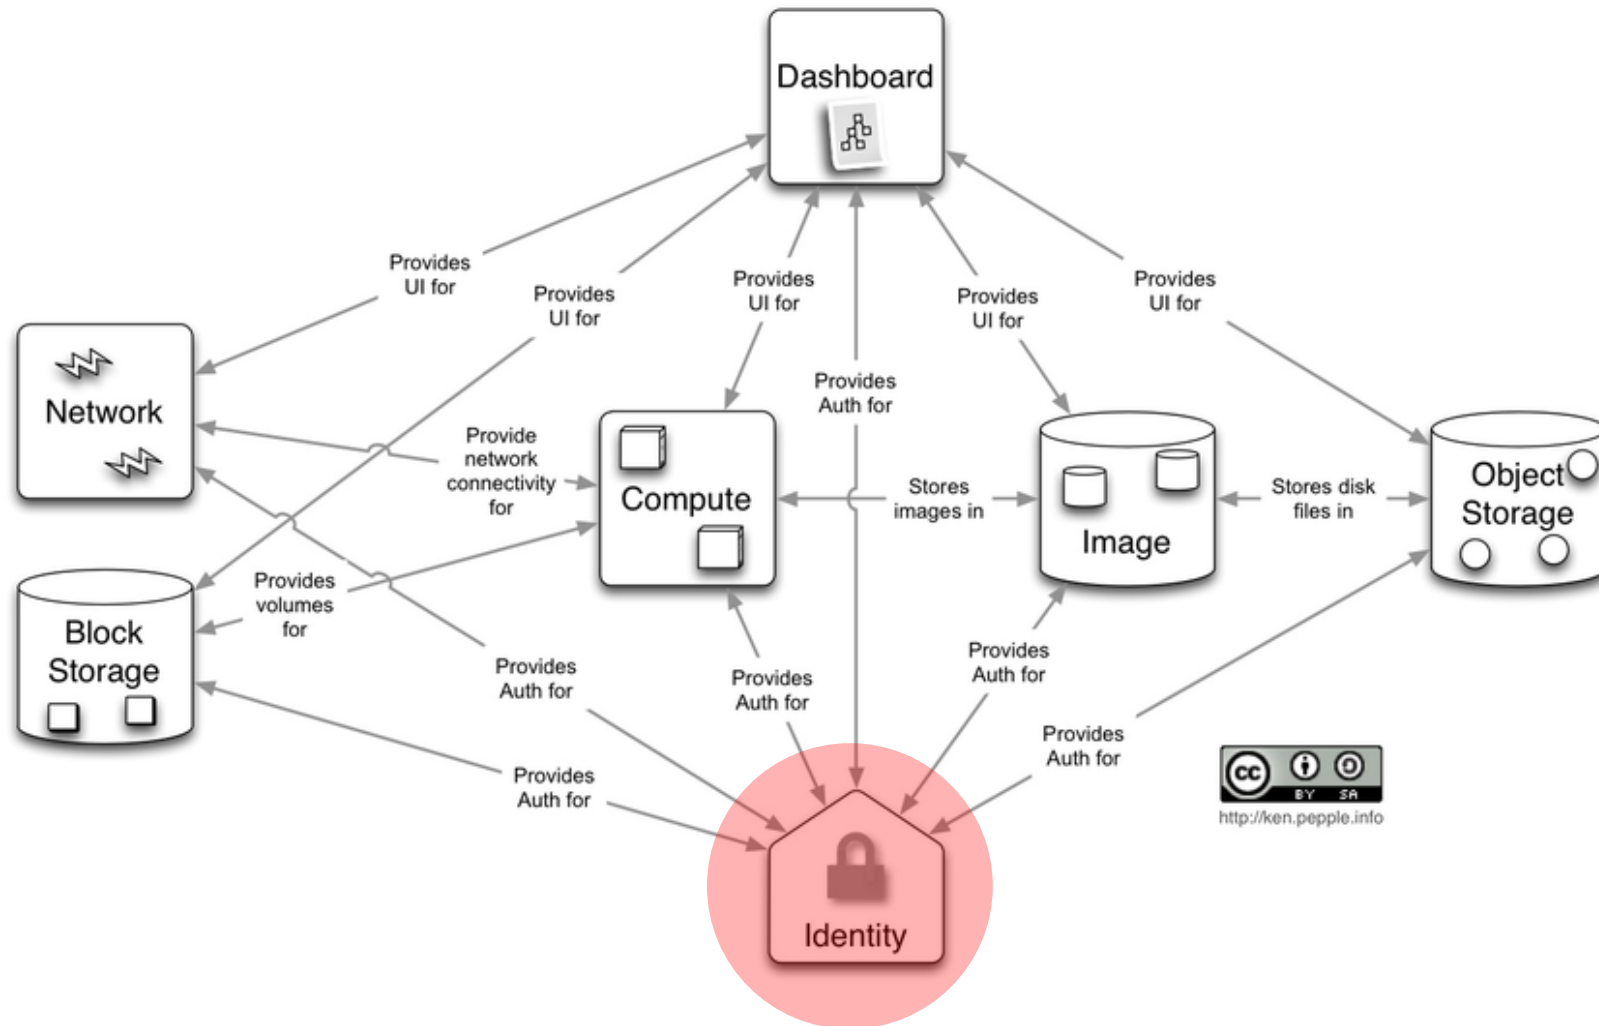 Dashboard
Provides
UI for
Provides
UI for
Provides
UI for
Provides
UI for
Provides
UI for
Provides
Auth for
Network
Provide
network
connectivity
for
Compute
Stores
images in
Image
Stores disk
files in
Object
Storage
Provides
volumes
for
Block
Storage
Provides
Auth for
Provides
Auth for
Provides
Auth for
Provides
Auth for
Provides
Auth for
Identity
cc
BY SA
http://ken.pepple.info